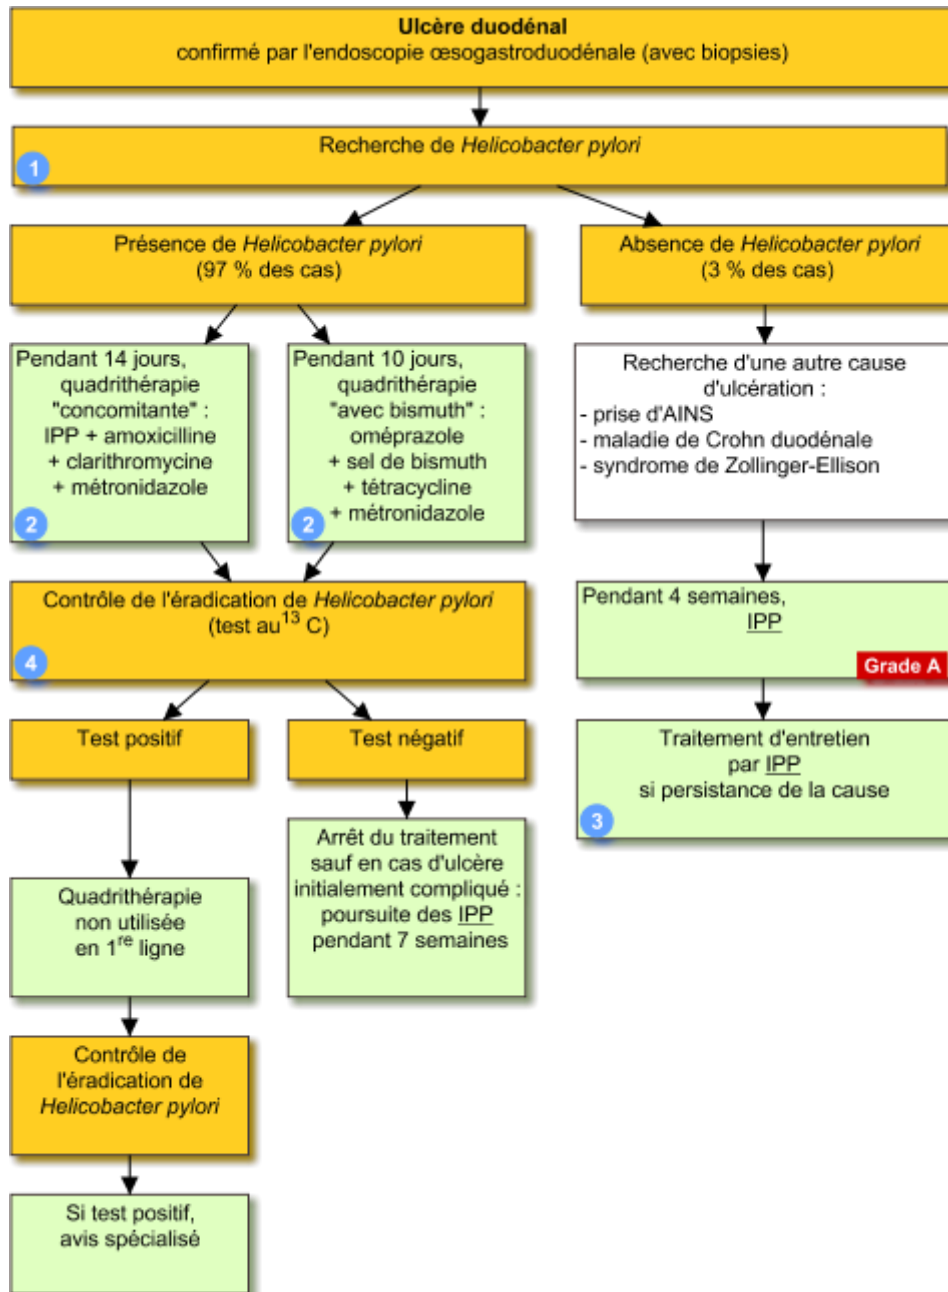 Ulcère duodénal
confirmé par l'endoscopie œsogastroduodénale (avec biopsies)
Recherche de Helicobacter pylori
1
Présence de Helicobacter pylori
(97 % des cas)
Absence de Helicobacter pylori
(3 % des cas)
Pendant 14 jours,
quadrithérapie
"concomitante" :
IPP + amoxicilline
+ clarithromycine
+ métronidazole
2
Pendant 10 jours,
quadrithérapie
"avec bismuth" :
oméprazole
+ sel de bismuth
+ tétracycline
+ métronidazole
2
Recherche d'une autre cause
d'ulcération :
- prise d'AINS
- maladie de Crohn duodénale
- syndrome de Zollinger-Ellison
Contrôle de l'éradication de Helicobacter pylori
(test au 13 C)
4
Pendant 4 semaines,
IPP
Grade A
Test positif
Test négatif
Traitement d'entretien
par IPP
si persistance de la cause
3
Arrêt du traitement
sauf en cas d'ulcère
initialement compliqué :
poursuite des IPP
pendant 7 semaines
Quadrithérapie
non utilisée
en 1re ligne
Contrôle de
l'éradication de
Helicobacter pylori
Si test positif,
avis spécialisé